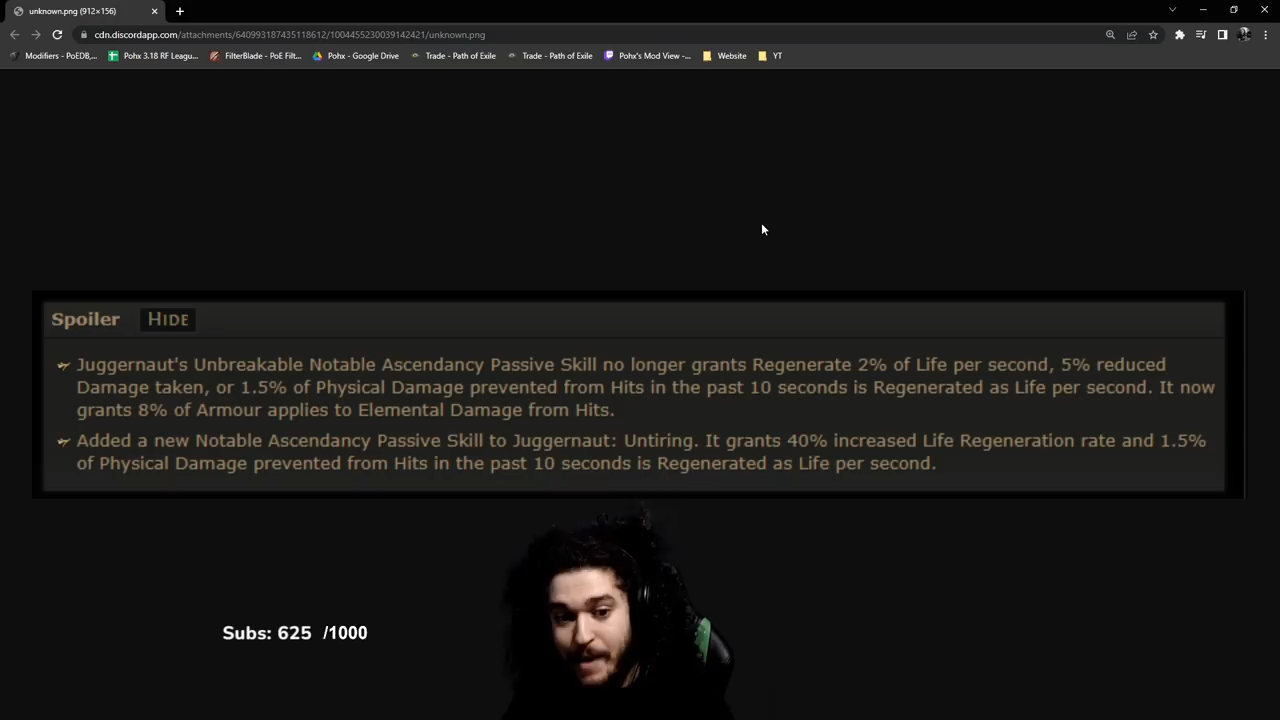 unknown.png (912×156)
cdn.discordapp.com/attachments/640993187435118612/1004455230039142421/unknown.png
Modifiers - PoEDB,... Pohx 3.18 RF Leagu... FilterBlade - PoE Filt... Pohx - Google Drive Trade - Path of Exile Trade - Path of Exile Pohx's Mod View -... Website YT
Spoiler HIDE
Juggernaut's Unbreakable Notable Ascendancy Passive Skill no longer grants Regenerate 2% of Life per second, 5% reduced
Damage taken, or 1.5% of Physical Damage prevented from Hits in the past 10 seconds is Regenerated as Life per second. It now
grants 8% of Armour applies to Elemental Damage from Hits.
Added a new Notable Ascendancy Passive Skill to Juggernaut: Untiring. It grants 40% increased Life Regeneration rate and 1.5%
of Physical Damage prevented from Hits in the past 10 seconds is Regenerated as Life per second.
Subs: 625 /1000